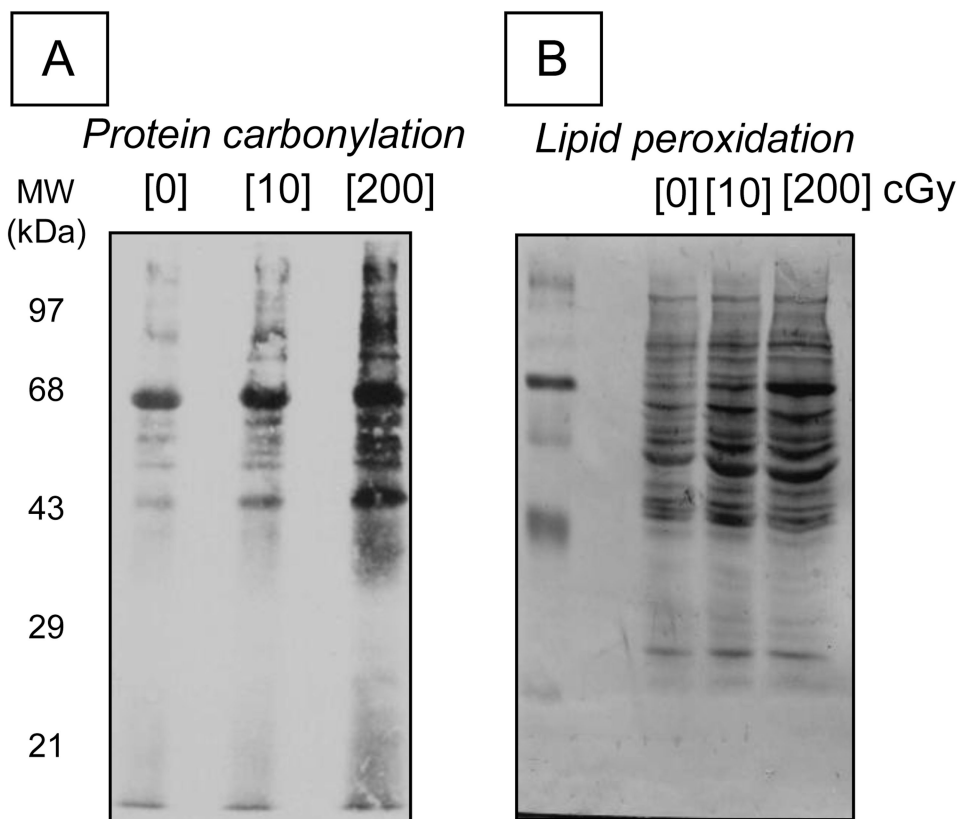 A
B
Protein carbonylation
Lipid peroxidation
MW
(kDa)
[0] [10] [200]
[0] [10] [200] cGy
97
68
43
29
21